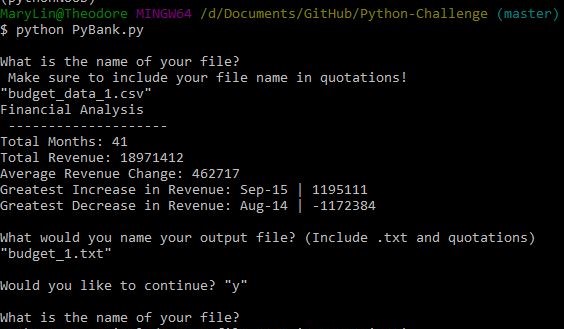 MaryLin@Theodore MINGW64 /d/Documents/GitHub/Python-Challenge (master)
$ python PyBank.py
What is the name of your file?
Make sure to include your file name in quotations!
"budget_data_1.csv"
Financial Analysis
--------------------
Total Months: 41
Total Revenue: 18971412
Average Revenue Change: 462717
Greatest Increase in Revenue: Sep-15 | 1195111
Greatest Decrease in Revenue: Aug-14 | -1172384
What would you name your output file? (Include .txt and quotations)
"budget_1.txt"
Would you like to continue? "y"
What is the name of your file?